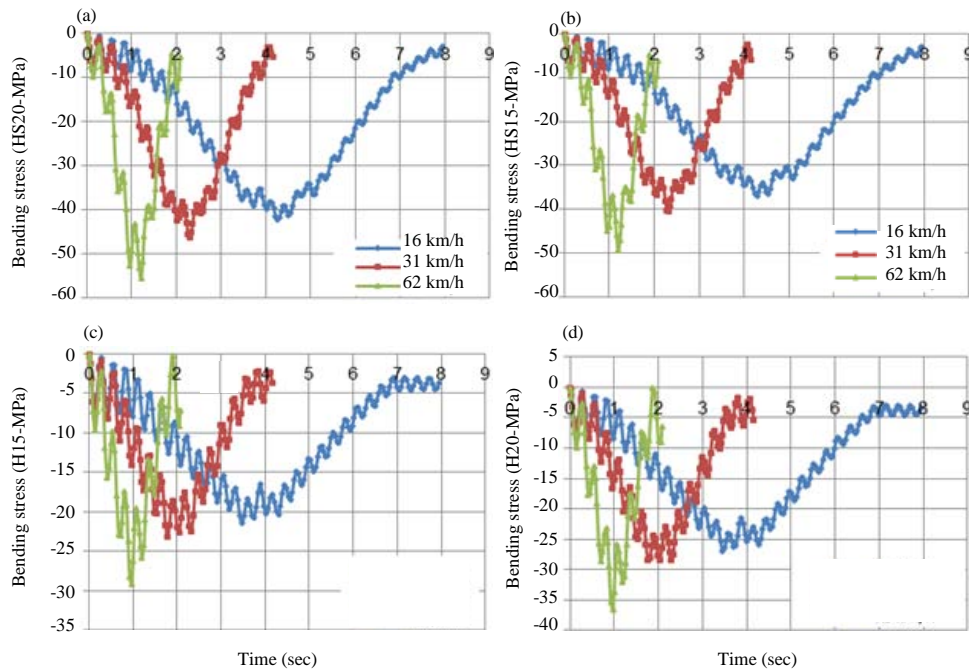 (a)
Bending stress (HS20-MPa)
0
-10
-20
-30
-40
-50
-60
0 1 2 3 4 5 6 7 8 9
16 km/h
31 km/h
62 km/h
(b)
Bending stress (HS15-MPa)
0
-10
-20
-30
-40
-50
-60
0 1 2 3 4 5 6 7 8 9
16 km/h
31 km/h
62 km/h
(c)
Bending stress (H15-MPa)
0
-5
-10
-15
-20
-25
-30
-35
0 1 2 3 4 5 6 7 8 9
Time (sec)
(d)
Bending stress (H20-MPa)
5
0
-5
-10
-15
-20
-25
-30
-35
-40
0 1 2 3 4 5 6 7 8 9
Time (sec)